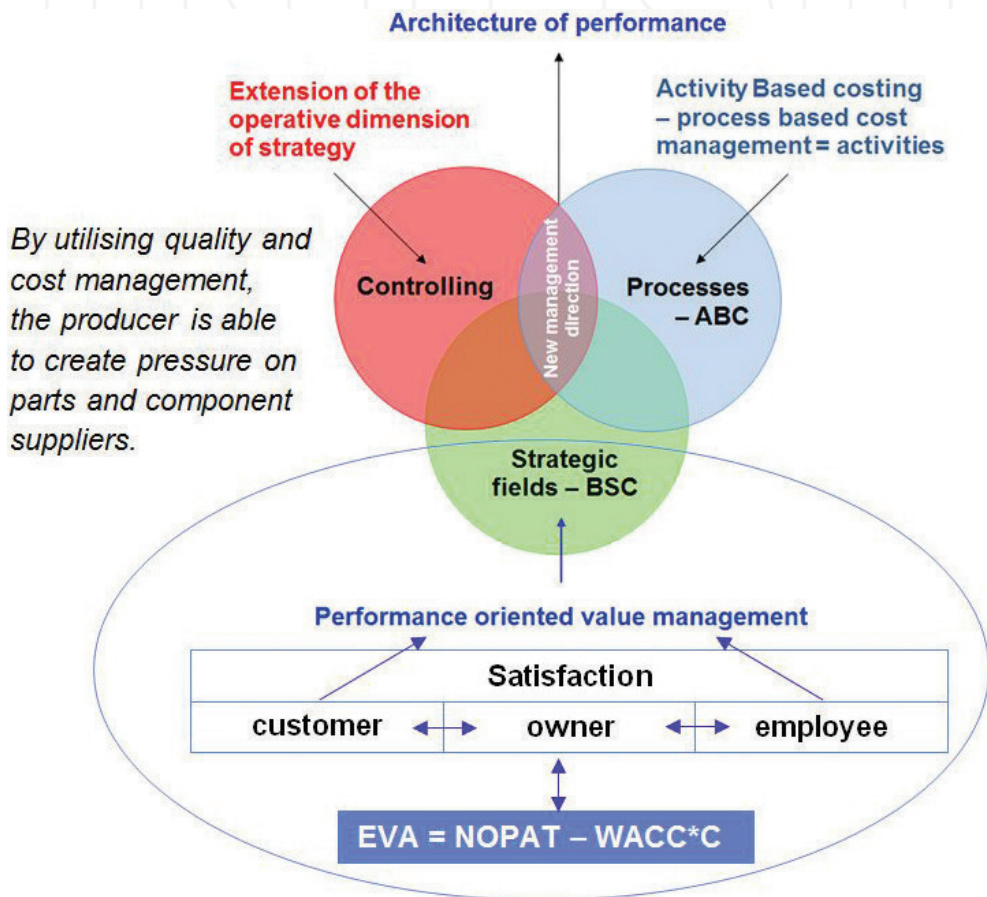 Architecture of performance
Extension of the
operative dimension
of strategy
Activity Based costing
– process based cost
management = activities
By utilising quality and
cost management,
the producer is able
to create pressure on
parts and component
suppliers.
Controlling
New management
direction
Processes
– ABC
Strategic
fields – BSC
Performance oriented value management
Satisfaction
customer
owner
employee
EVA = NOPAT – WACC*C